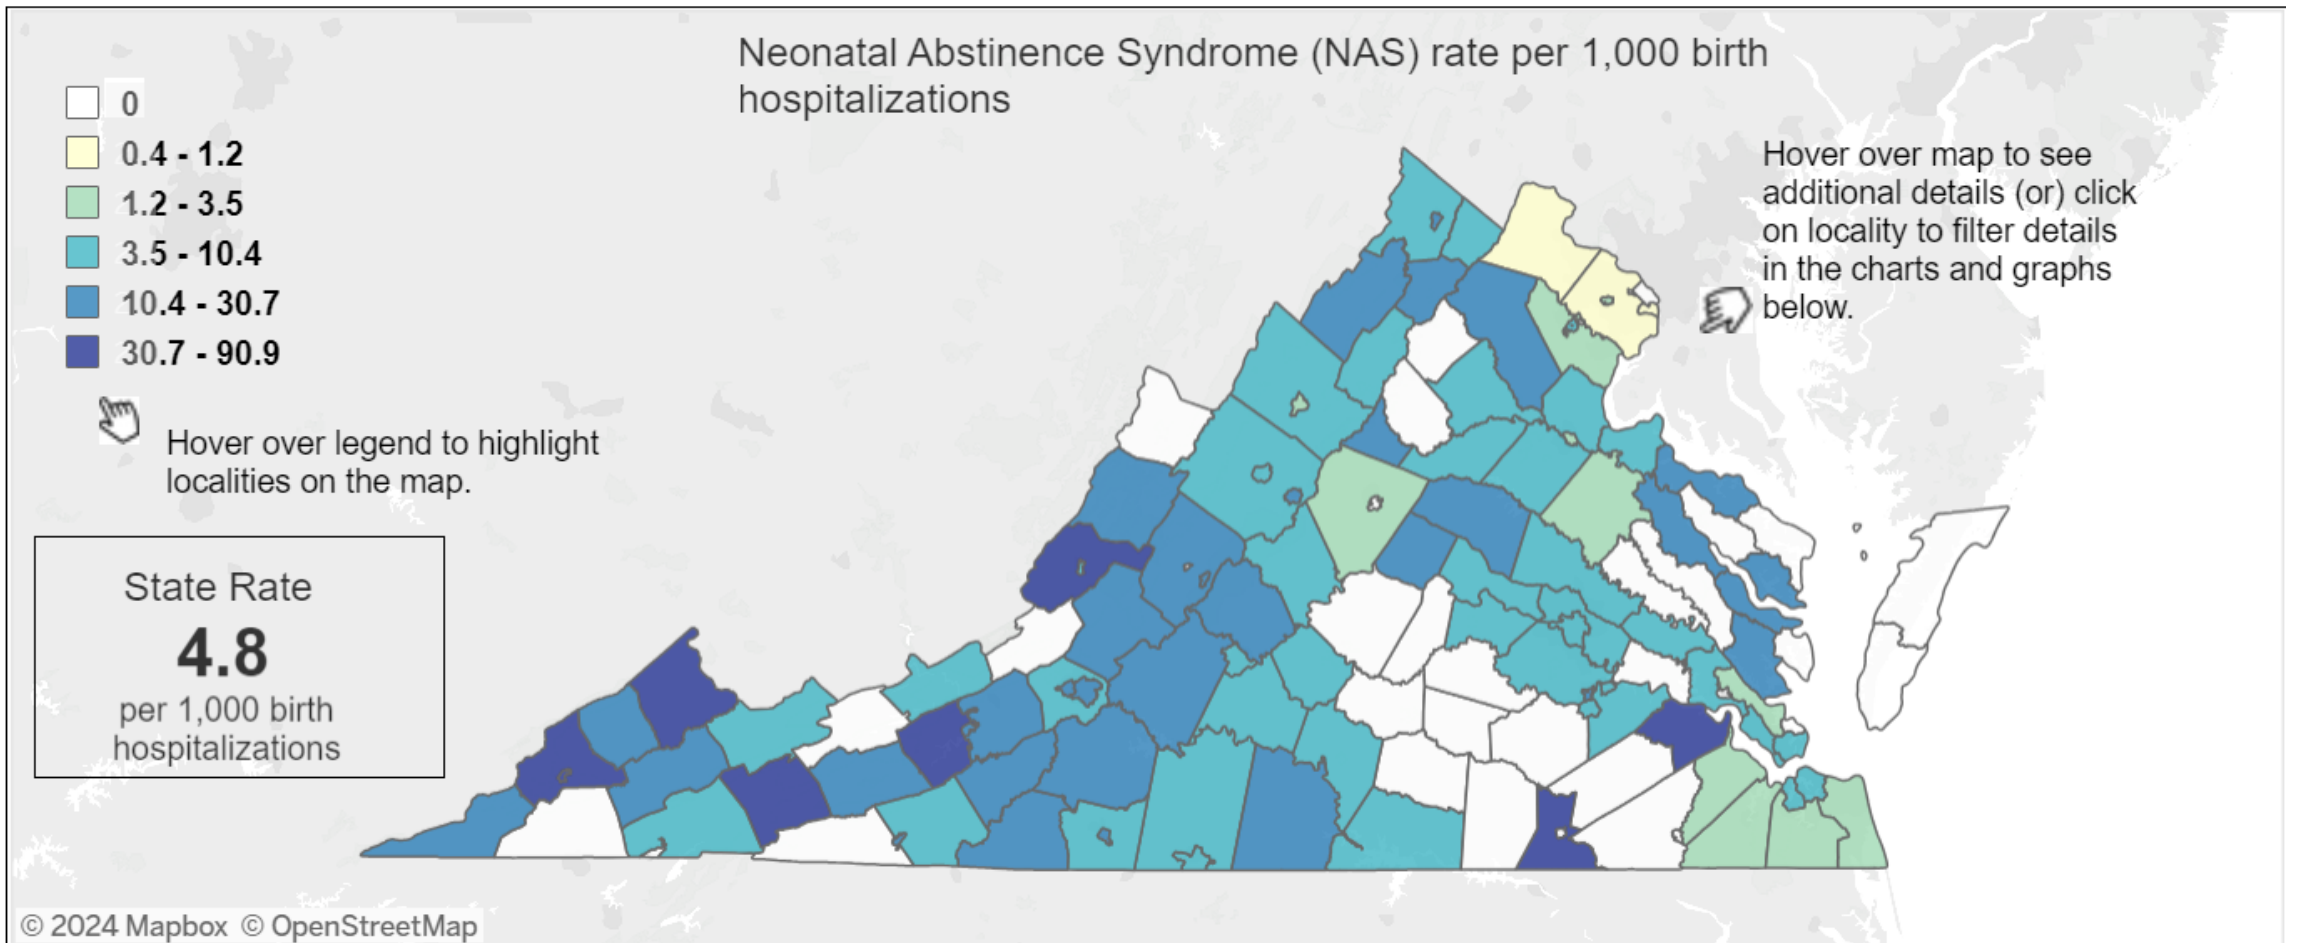 Neonatal Abstinence Syndrome (NAS) rate per 1,000 birth
hospitalizations
0
0.4 - 1.2
1.2 - 3.5
3.5 - 10.4
10.4 - 30.7
30.7 - 90.9
Hover over legend to highlight
localities on the map.
Hover over map to see
additional details (or) click
on locality to filter details
in the charts and graphs
below.
State Rate
4.8
per 1,000 birth
hospitalizations
© 2024 Mapbox © OpenStreetMap